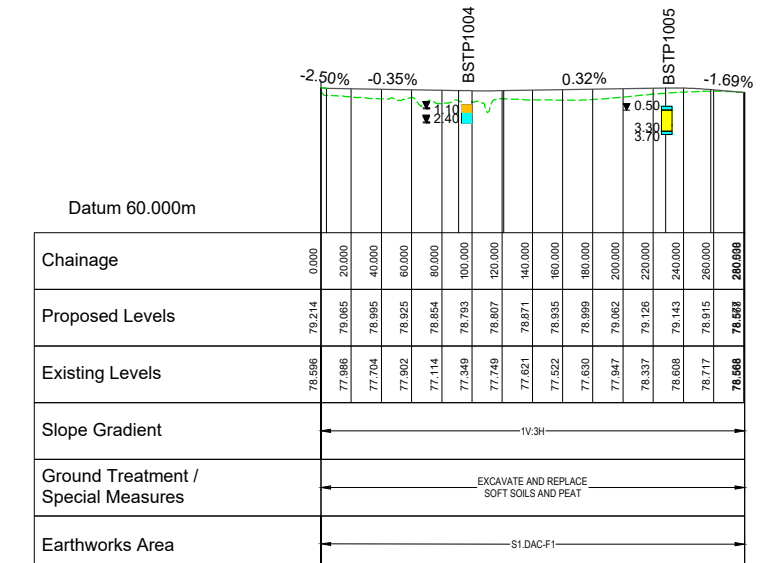 BSTP1004
BSTP1005
-2.50%
-0.35%
0.32%
-1.69%
1.10
2.40
0.50
3.30
3.70
Datum 60.000m
Chainage
0.000 20.000 40.000 60.000 80.000 100.000 120.000 140.000 160.000 180.000 200.000 220.000 240.000 260.000 280.000
Proposed Levels
79.214 79.065 78.995 78.925 78.854 78.793 78.807 78.871 78.935 78.999 79.062 79.126 79.143 78.915
Existing Levels
78.596 77.986 77.704 77.902 77.114 77.349 77.749 77.621 77.522 77.630 77.947 78.337 78.608 78.717
Slope Gradient
1V:3H
Ground Treatment /
Special Measures
EXCAVATE AND REPLACE
SOFT SOILS AND PEAT
Earthworks Area
S1.DAC-F1